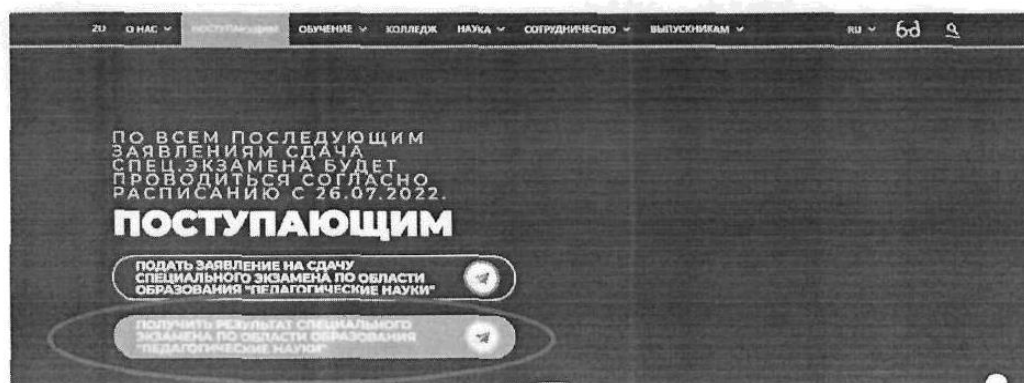 ZU О НАС ПОСТУПАЮЩИМ ОБУЧЕНИЕ КОЛЛЕДЖ НАУКА СОТРУДНИЧЕСТВО ВЫПУСКНИКАМ RU
ПО ВСЕМ ПОСЛЕДУЮЩИМ
ЗАЯВЛЕНИЯМ СДАЧА
СПЕЦ.ЭКЗАМЕНА БУДЕТ
ПРОВОДИТЬСЯ СОГЛАСНО
РАСПИСАНИЮ С 26.07.2022.
ПОСТУПАЮЩИМ
ПОДАТЬ ЗАЯВЛЕНИЕ НА СДАЧУ
СПЕЦИАЛЬНОГО ЭКЗАМЕНА ПО ОБЛАСТИ
ОБРАЗОВАНИЯ "ПЕДАГОГИЧЕСКИЕ НАУКИ"
ПОЛУЧИТЬ РЕЗУЛЬТАТ СПЕЦИАЛЬНОГО
ЭКЗАМЕНА ПО ОБЛАСТИ ОБРАЗОВАНИЯ
"ПЕДАГОГИЧЕСКИЕ НАУКИ"